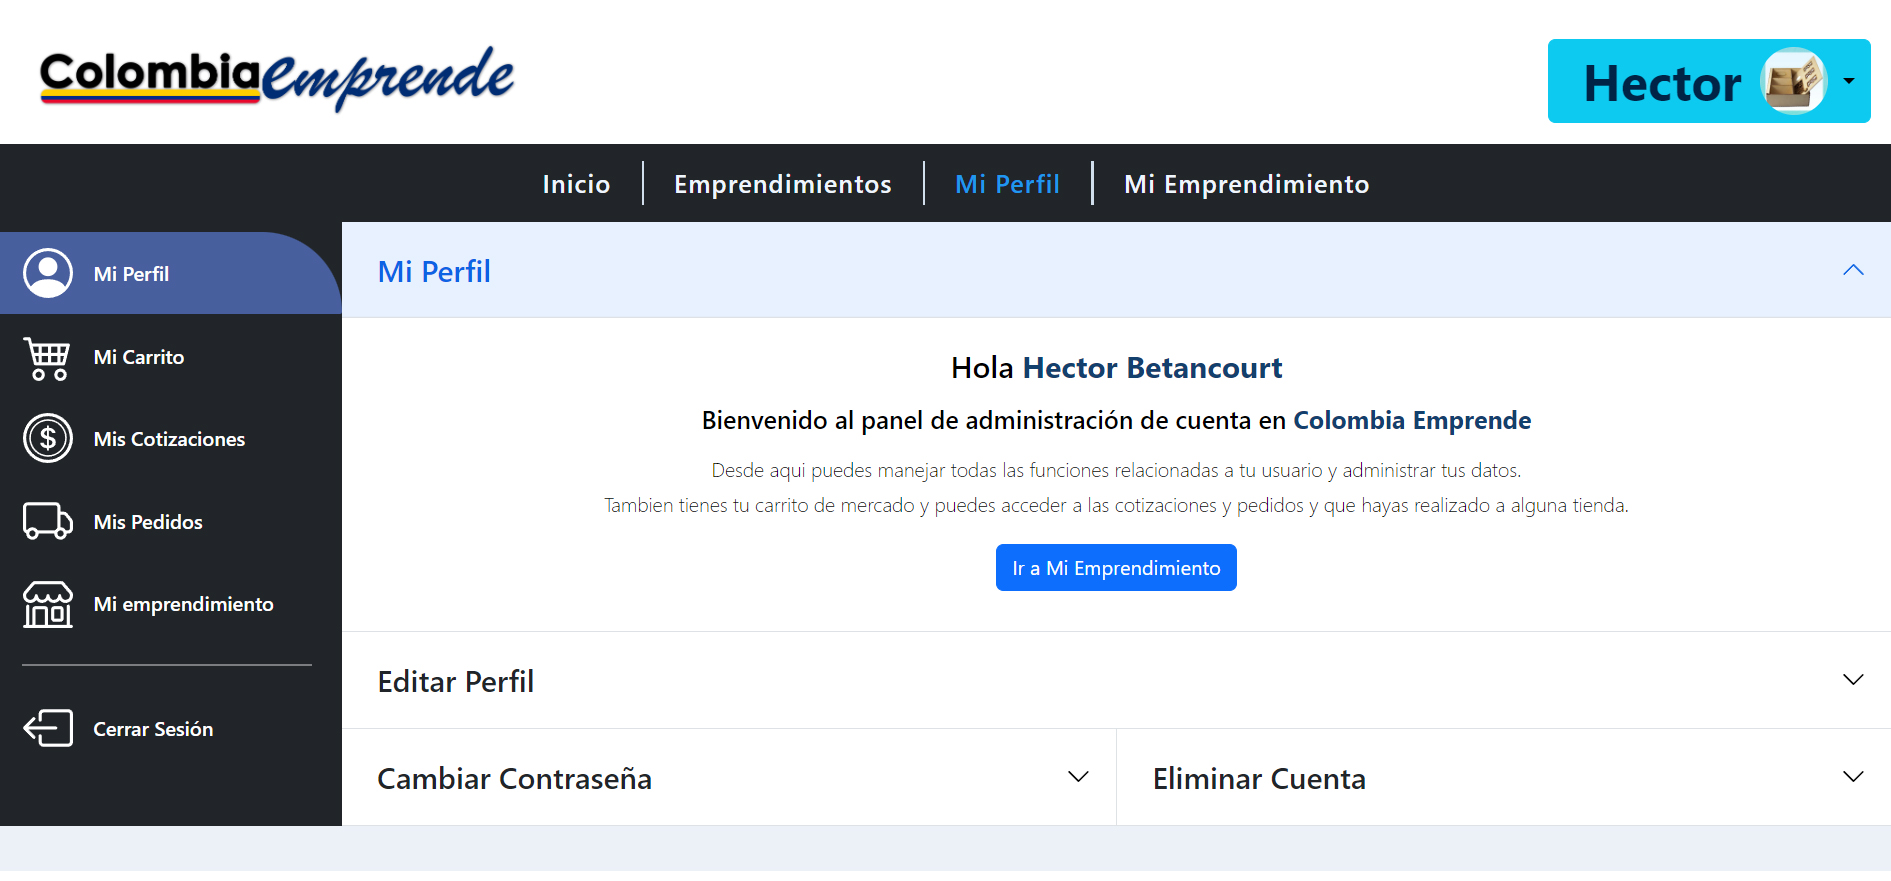 Colombia emprende
Hector
Inicio
Emprendimientos
Mi Perfil
Mi Emprendimiento
Mi Perfil
Mi Carrito
Mis Cotizaciones
Mis Pedidos
Mi emprendimiento
Cerrar Sesión
Mi Perfil
Hola Hector Betancourt
Bienvenido al panel de administración de cuenta en Colombia Emprende
Desde aqui puedes manejar todas las funciones relacionadas a tu usuario y administrar tus datos.
Tambien tienes tu carrito de mercado y puedes acceder a las cotizaciones y pedidos y que hayas realizado a alguna tienda.
Ir a Mi Emprendimiento
Editar Perfil
Cambiar Contraseña
Eliminar Cuenta